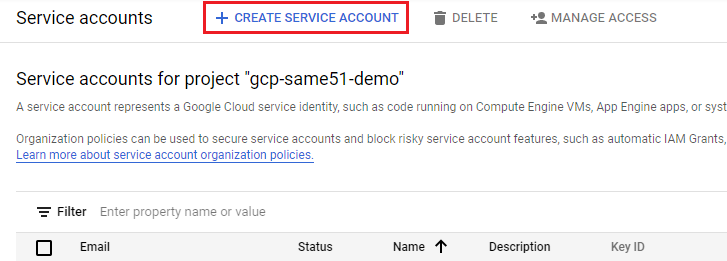 Service accounts + CREATE SERVICE ACCOUNT DELETE MANAGE ACCESS
Service accounts for project "gcp-same51-demo"
A service account represents a Google Cloud service identity, such as code running on Compute Engine VMs, App Engine apps, or syst
Organization policies can be used to secure service accounts and block risky service account features, such as automatic IAM Grants,
Learn more about service account organization policies.
Filter Enter property name or value
Email Status Name ↑ Description Key ID